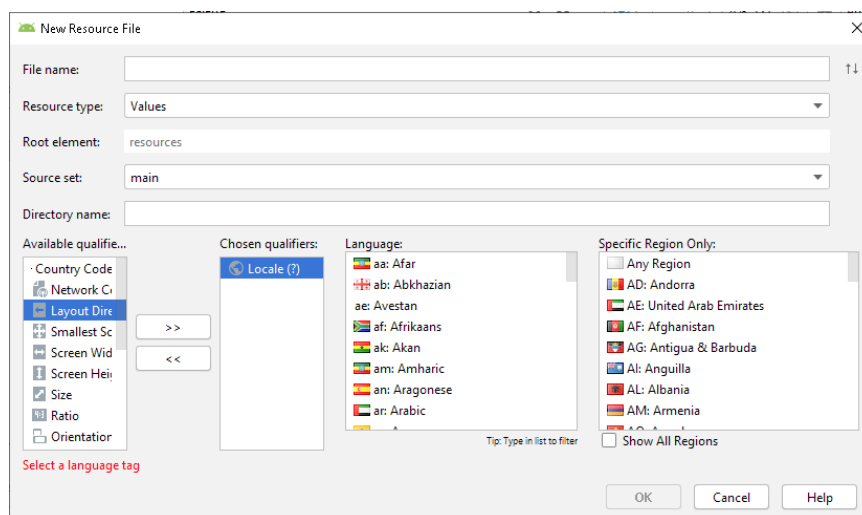 New Resource File
File name:
Resource type: Values
Root element: resources
Source set: main
Directory name:
Available qualifie...
Country Code
Network C
Layout Dire
Smallest Sc
Screen Wid
Screen Heig
Size
Ratio
Orientation
>>
<<
Chosen qualifiers:
Locale (?)
Language:
aa: Afar
ab: Abkhazian
ae: Avestan
af: Afrikaans
ak: Akan
am: Amharic
an: Aragonese
ar: Arabic
Tip: Type in list to filter
Specific Region Only:
Any Region
AD: Andorra
AE: United Arab Emirates
AF: Afghanistan
AG: Antigua & Barbuda
AI: Anguilla
AL: Albania
AM: Armenia
Show All Regions
Select a language tag
OK Cancel Help